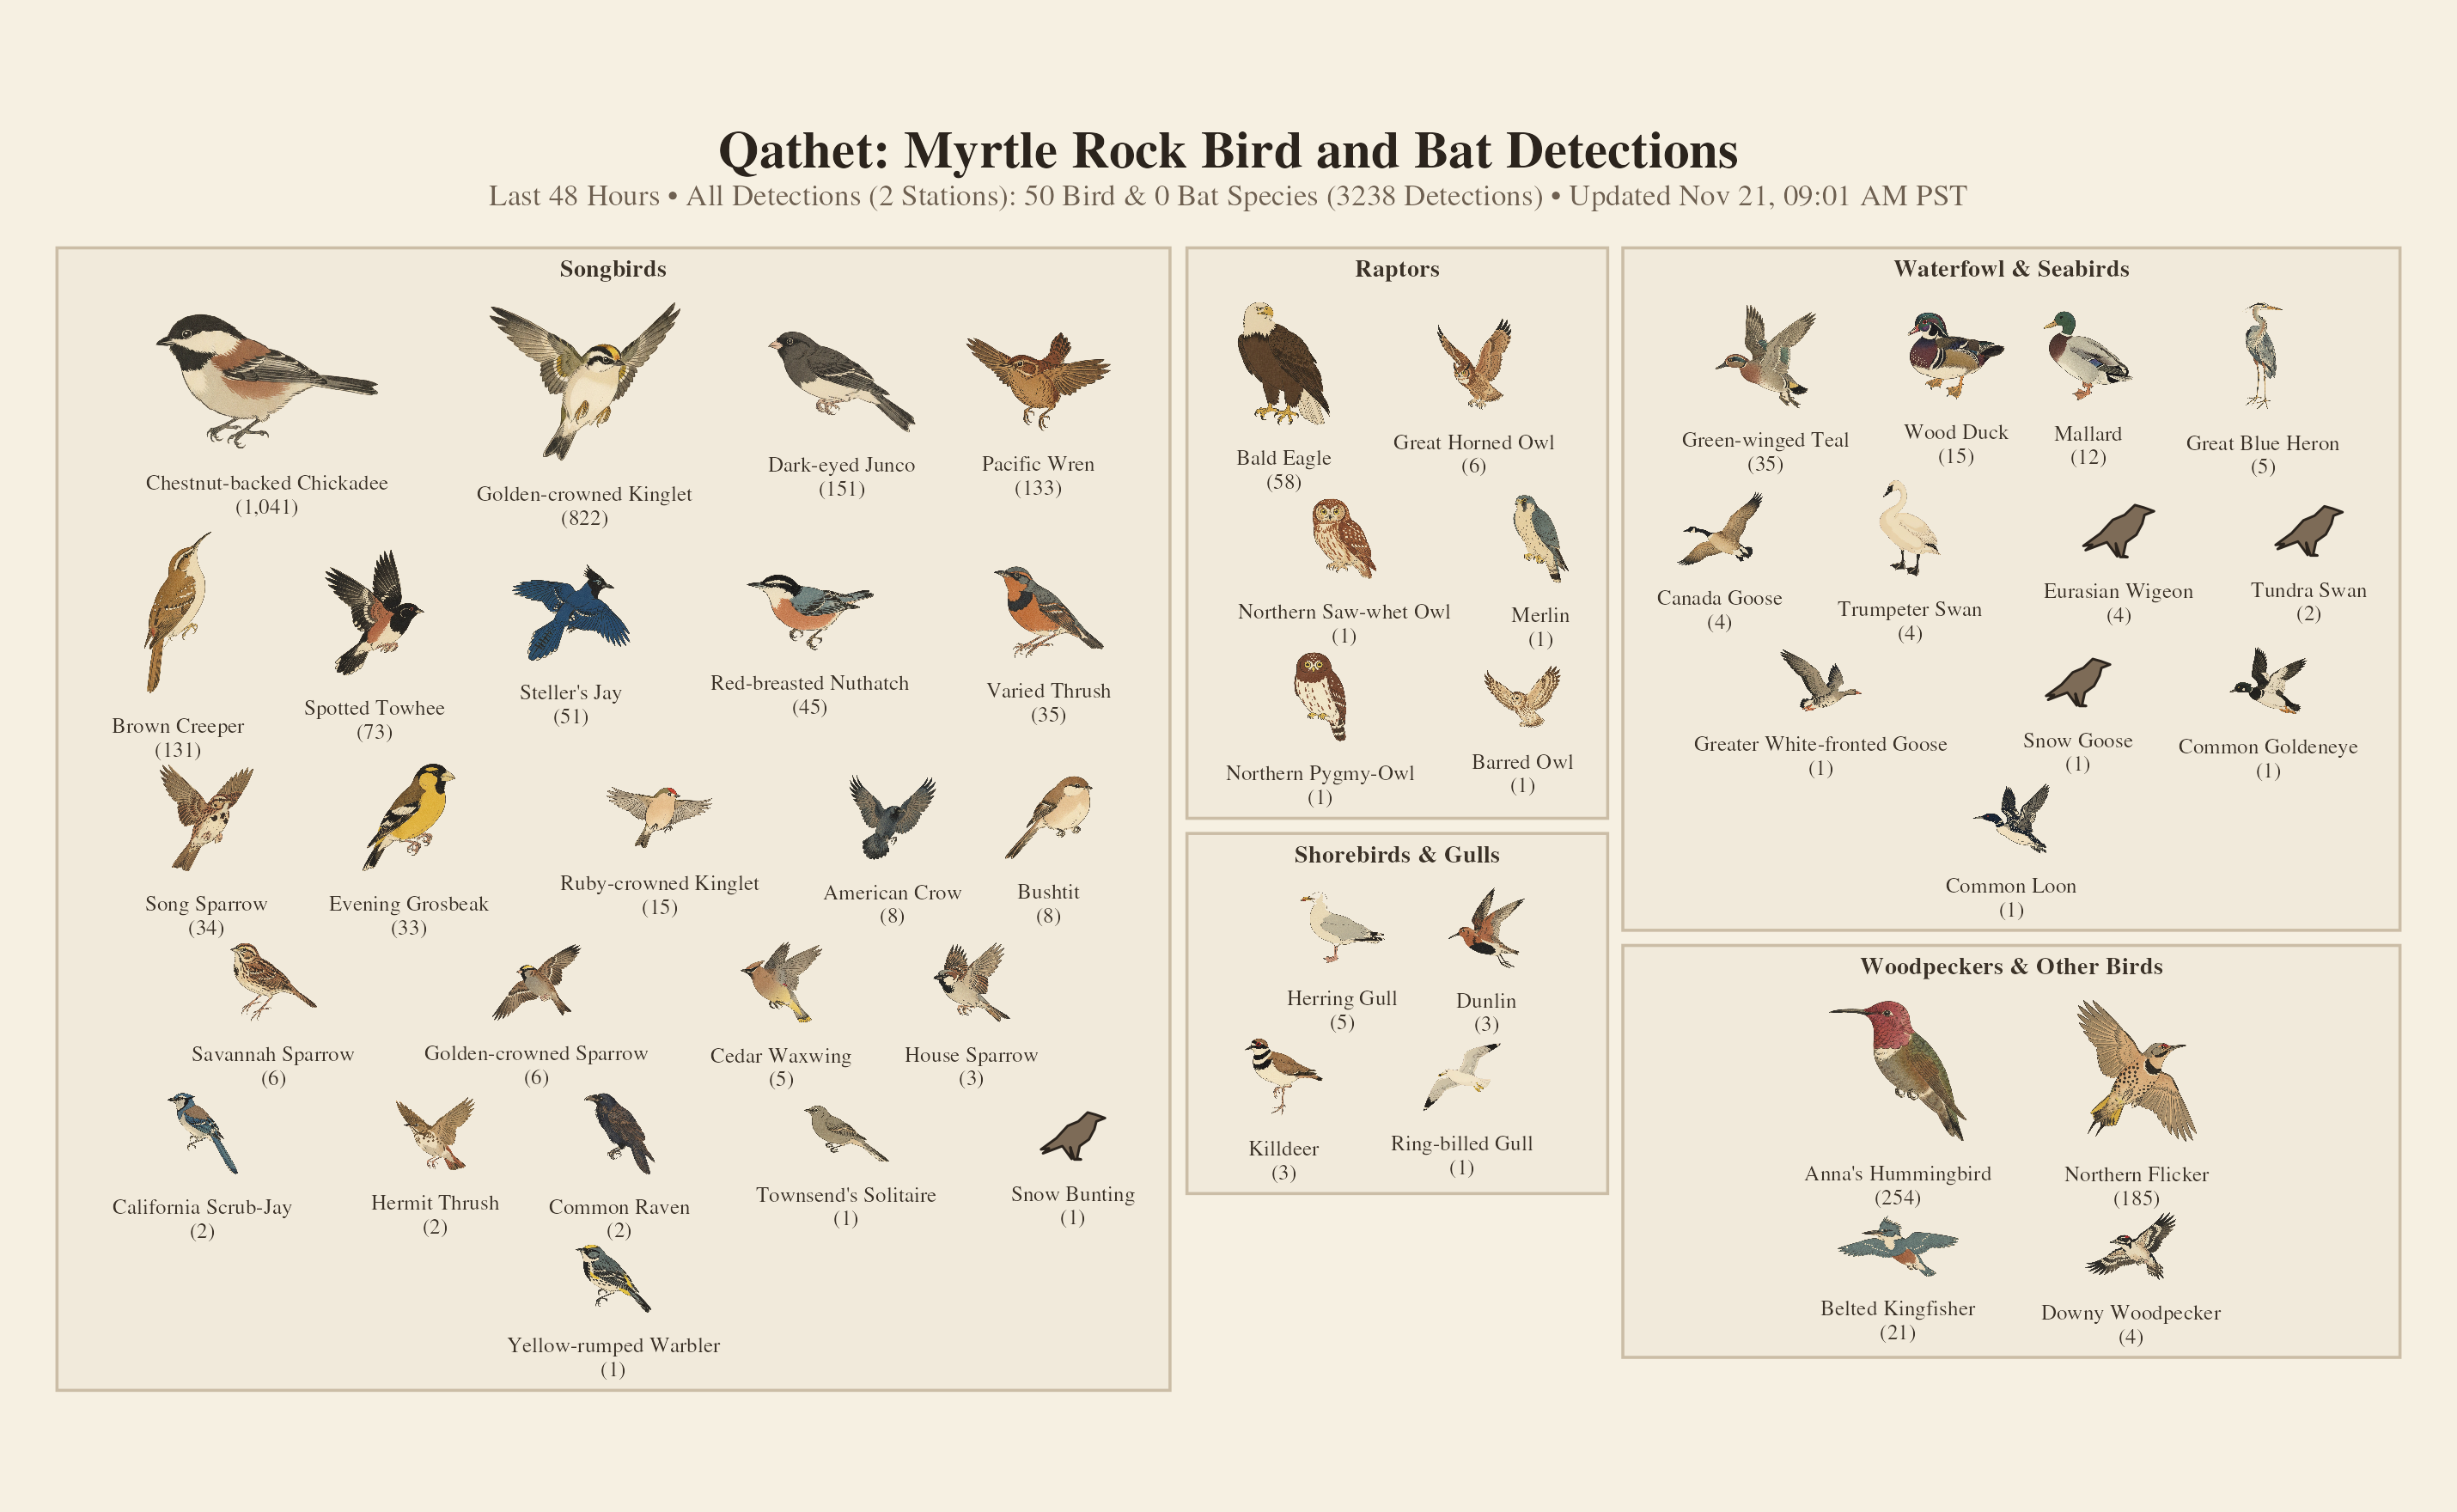 Qathet: Myrtle Rock Bird and Bat Detections
Last 48 Hours • All Detections (2 Stations): 50 Bird & 0 Bat Species (3238 Detections) • Updated Nov 21, 09:01 AM PST
Songbirds
Chestnut-backed Chickadee
(1,041)
Golden-crowned Kinglet
(822)
Dark-eyed Junco
(151)
Pacific Wren
(133)
Brown Creeper
(131)
Spotted Towhee
(73)
Steller's Jay
(51)
Red-breasted Nuthatch
(45)
Varied Thrush
(35)
Song Sparrow
(34)
Evening Grosbeak
(33)
Ruby-crowned Kinglet
(15)
American Crow
(8)
Bushtit
(8)
Savannah Sparrow
(6)
Golden-crowned Sparrow
(6)
Cedar Waxwing
(5)
House Sparrow
(3)
California Scrub-Jay
(2)
Hermit Thrush
(2)
Common Raven
(2)
Townsend's Solitaire
(1)
Snow Bunting
(1)
Yellow-rumped Warbler
(1)
Raptors
Bald Eagle
(58)
Great Horned Owl
(6)
Northern Saw-whet Owl
(1)
Merlin
(1)
Northern Pygmy-Owl
(1)
Barred Owl
(1)
Shorebirds & Gulls
Herring Gull
(5)
Dunlin
(3)
Killdeer
(3)
Ring-billed Gull
(1)
Waterfowl & Seabirds
Green-winged Teal
(35)
Wood Duck
(15)
Mallard
(12)
Great Blue Heron
(5)
Canada Goose
(4)
Trumpeter Swan
(4)
Eurasian Wigeon
(4)
Tundra Swan
(2)
Greater White-fronted Goose
(1)
Snow Goose
(1)
Common Goldeneye
(1)
Common Loon
(1)
Woodpeckers & Other Birds
Anna's Hummingbird
(254)
Northern Flicker
(185)
Belted Kingfisher
(21)
Downy Woodpecker
(4)